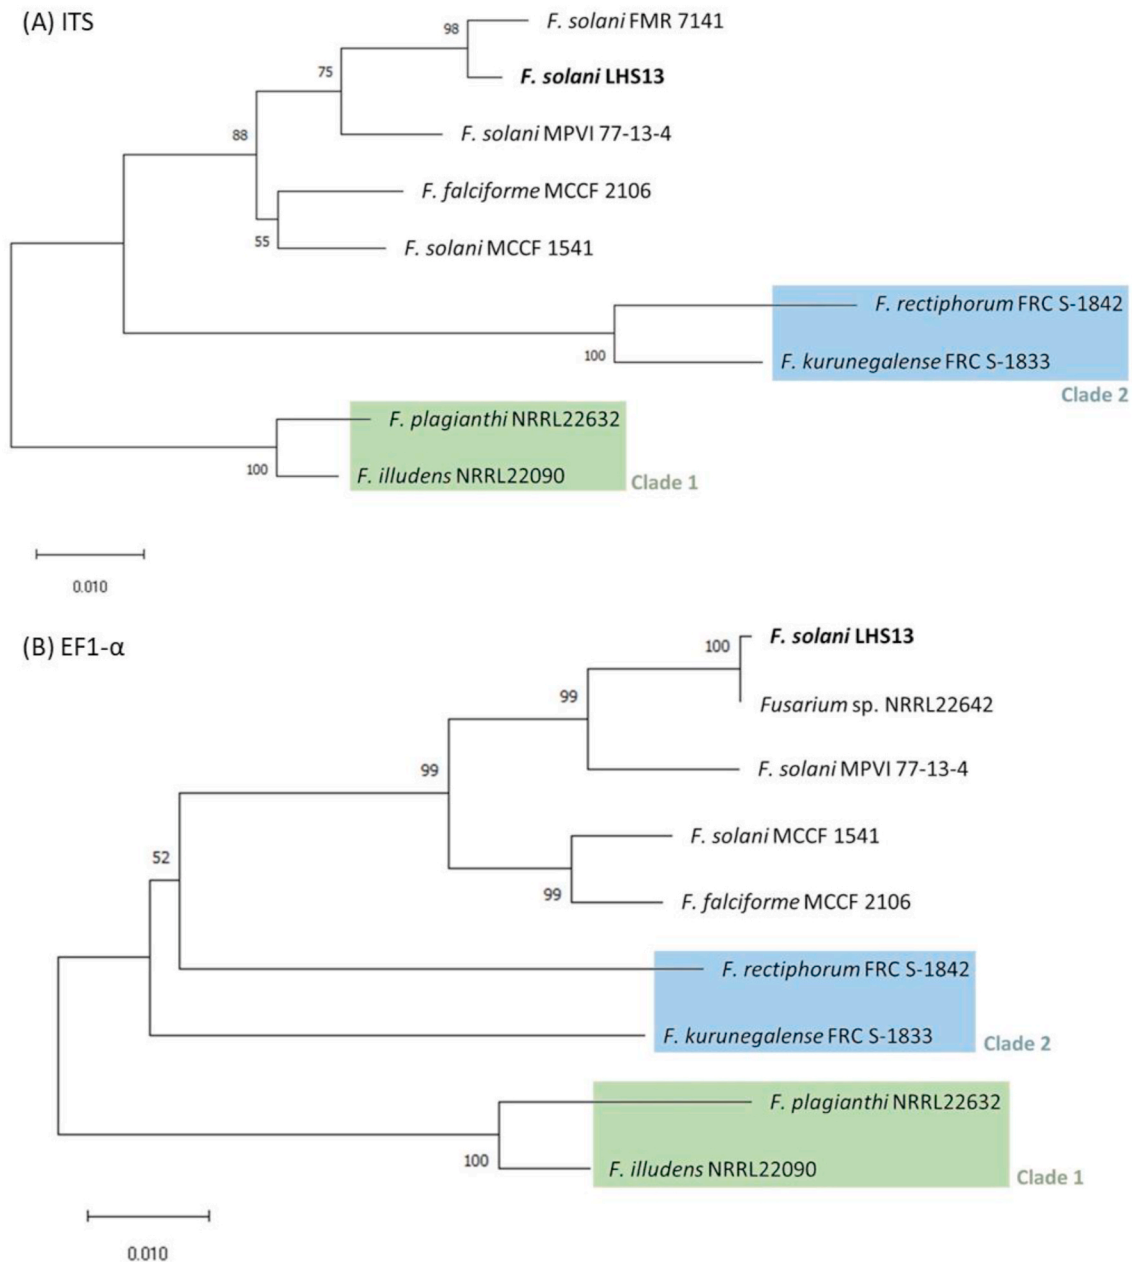 (A) ITS
98
F. solani FMR 7141
75
F. solani LHS13
88
F. solani MPVI 77-13-4
F. falciforme MCCF 2106
55
F. solani MCCF 1541
F. rectiphorum FRC S-1842
100
F. kurunegalense FRC S-1833
Clade 2
F. plagianthi NRRL22632
100
F. illudens NRRL22090
Clade 1
0.010
(B) EF1-α
100
F. solani LHS13
99
Fusarium sp. NRRL22642
99
F. solani MPVI 77-13-4
F. solani MCCF 1541
52
99
F. falciforme MCCF 2106
F. rectiphorum FRC S-1842
F. kurunegalense FRC S-1833
Clade 2
F. plagianthi NRRL22632
100
F. illudens NRRL22090
Clade 1
0.010